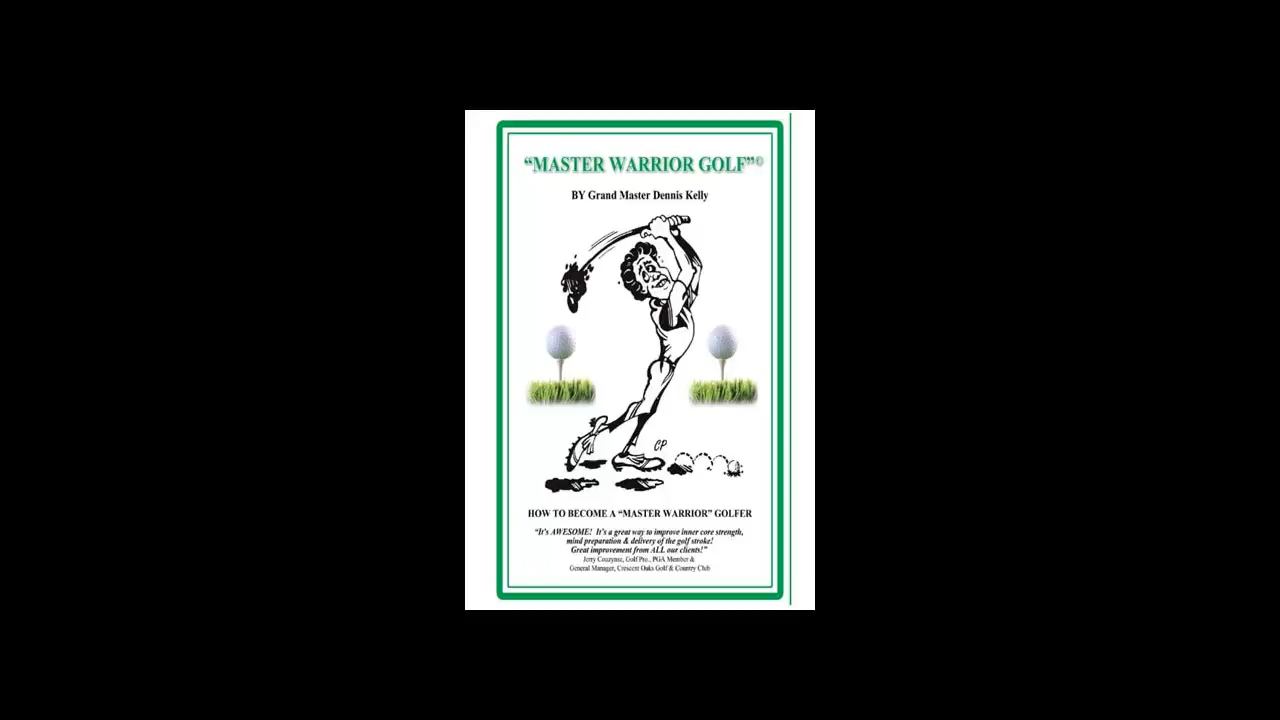 “MASTER WARRIOR GOLF”©
BY Grand Master Dennis Kelly
CP
HOW TO BECOME A “MASTER WARRIOR” GOLFER
“It’s AWESOME! It’s a great way to improve inner core strength,
mind preparation & delivery of the golf stroke!
Great improvement from ALL our clients!”
Jerry Couzynse, Golf Pro., PGA Member &
General Manager, Crescent Oaks Golf & Country Club